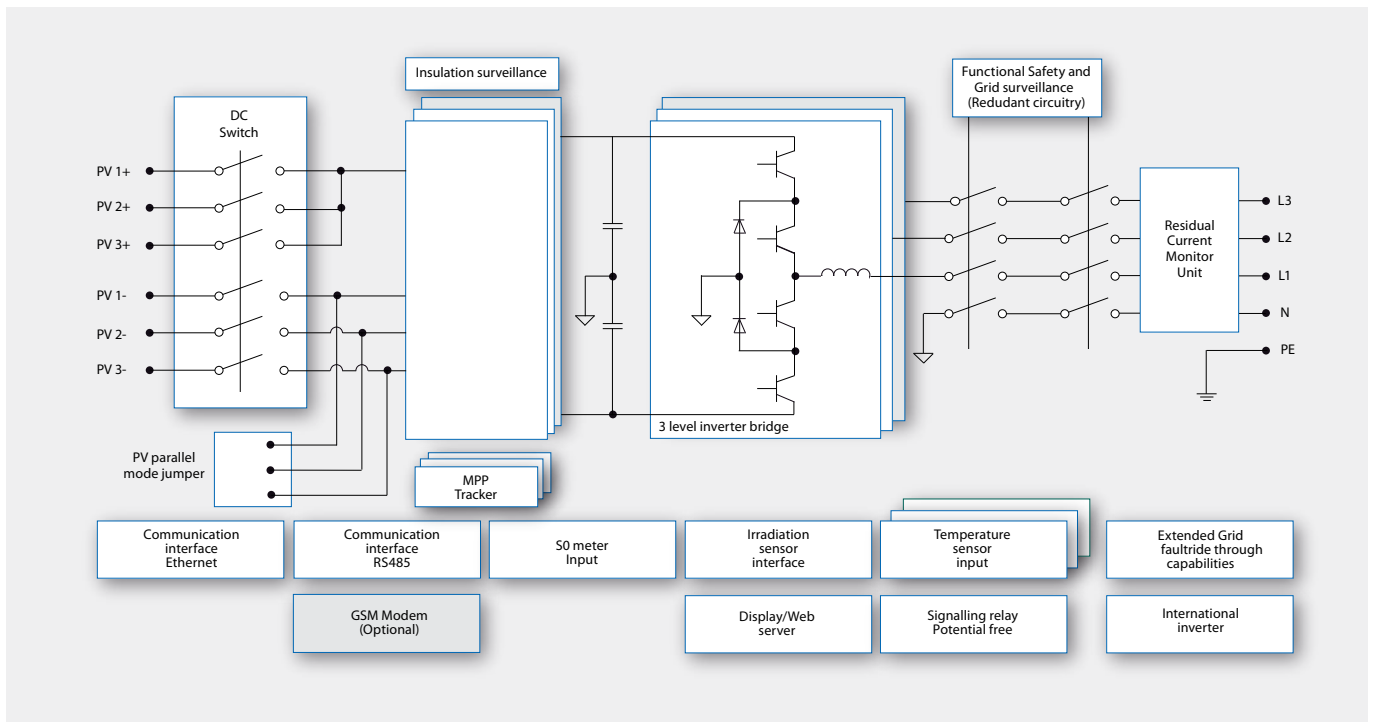 Insulation surveillance
Functional Safety and
Grid surveillance
(Redudant circuitry)
DC
Switch
PV 1+
PV 2+
PV 3+
PV 1-
PV 2-
PV 3-
L3
L2
L1
N
PE
Residual
Current
Monitor
Unit
3 level inverter bridge
PV parallel
mode jumper
MPP
Tracker
Communication
interface
Ethernet
Communication
interface
RS485
S0 meter
Input
Irradiation
sensor
interface
Temperature
sensor
input
Extended Grid
faultride through
capabilities
GSM Modem
(Optional)
Display/Web
server
Signalling relay
Potential free
International
inverter